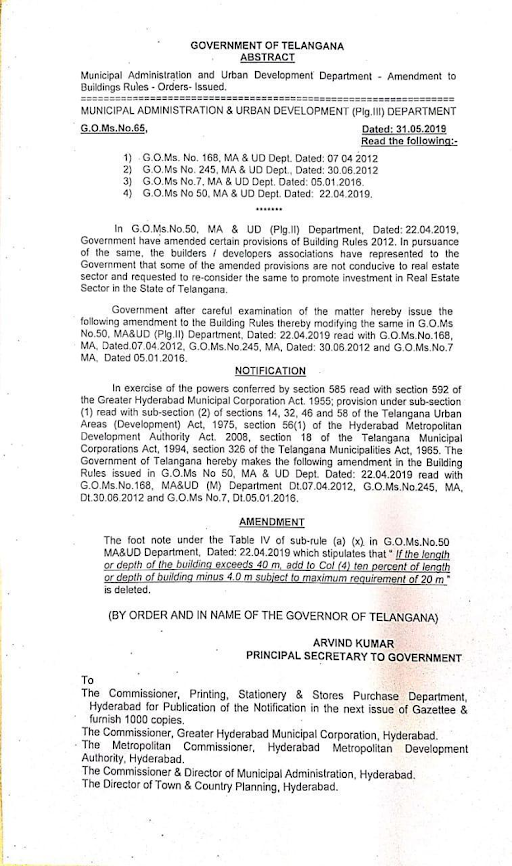 GOVERNMENT OF TELANGANA
ABSTRACT
Municipal Administration and Urban Development Department - Amendment to
Buildings Rules - Orders- Issued.
================================================================
MUNICIPAL ADMINISTRATION & URBAN DEVELOPMENT (Plg.III) DEPARTMENT
G.O.Ms.No.65, Dated: 31.05.2019
Read the following:-
1) G.O.Ms. No. 168, MA & UD Dept. Dated: 07 04 2012
2) G.O.Ms No. 245, MA & UD Dept., Dated: 30.06.2012
3) G.O.Ms No.7, MA & UD Dept. Dated: 05.01.2016.
4) G.O. Ms No 50, MA & UD Dept. Dated: 22.04.2019.
*******
In G.O.Ms.No.50, MA & UD (Plg.II) Department, Dated: 22.04.2019,
Government have amended certain provisions of Building Rules 2012. In pursuance
of the same, the builders / developers associations have represented to the
Government that some of the amended provisions are not conducive to real estate
sector and requested to re-consider the same to promote investment in Real Estate
Sector in the State of Telangana.
Government after careful examination of the matter hereby issue the
following amendment to the Building Rules thereby modifying the same in G.O.Ms
No.50, MA&UD (Plg.II) Department, Dated: 22.04.2019 read with G.O.Ms.No.168,
MA, Dated.07.04.2012, G.O.Ms.No.245, MA, Dated: 30.06.2012 and G.O.Ms.No.7
MA, Dated 05.01.2016.
NOTIFICATION
In exercise of the powers conferred by section 585 read with section 592 of
the Greater Hyderabad Municipal Corporation Act. 1955; provision under sub-section
(1) read with sub-section (2) of sections 14, 32, 46 and 58 of the Telangana Urban
Areas (Development) Act, 1975, section 56(1) of the Hyderabad Metropolitan
Development Authority Act. 2008, section 18 of the Telangana Municipal
Corporations Act, 1994, section 326 of the Telangana Municipalities Act, 1965. The
Government of Telangana hereby makes the following amendment in the Building
Rules issued in G.O.Ms No 50, MA & UD Dept. Dated: 22.04.2019 read with
G.O.Ms.No.168, MA&UD (M) Department Dt.07.04.2012, G.O.Ms.No.245, MA,
Dt.30.06.2012 and G.O.Ms No.7, Dt.05.01.2016.
AMENDMENT
The foot note under the Table IV of sub-rule (a) (x) in G.O.Ms.No.50
MA&UD Department, Dated: 22.04.2019 which stipulates that " If the length
or depth of the building exceeds 40 m, add to Col (4) ten percent of length
or depth of building minus 4.0 m subject to maximum requirement of 20 m "
is deleted.
(BY ORDER AND IN NAME OF THE GOVERNOR OF TELANGANA)
ARVIND KUMAR
PRINCIPAL SECRETARY TO GOVERNMENT
To
The Commissioner, Printing, Stationery & Stores Purchase Department,
Hyderabad for Publication of the Notification in the next issue of Gazettee &
furnish 1000 copies.
The Commissioner, Greater Hyderabad Municipal Corporation, Hyderabad.
The Metropolitan Commissioner, Hyderabad Metropolitan Development
Authority, Hyderabad.
The Commissioner & Director of Municipal Administration, Hyderabad.
The Director of Town & Country Planning, Hyderabad.